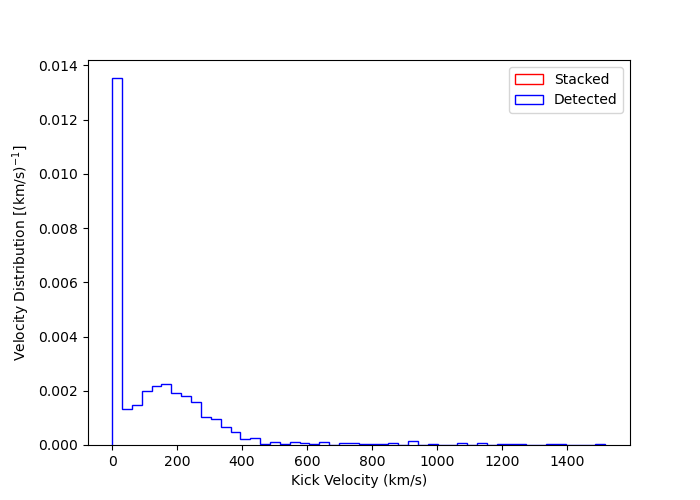 0.014
0.012
0.010
0.008
0.006
0.004
0.002
0.000
Velocity Distribution [(km/s)⁻¹]
Stacked
Detected
0 200 400 600 800 1000 1200 1400
Kick Velocity (km/s)